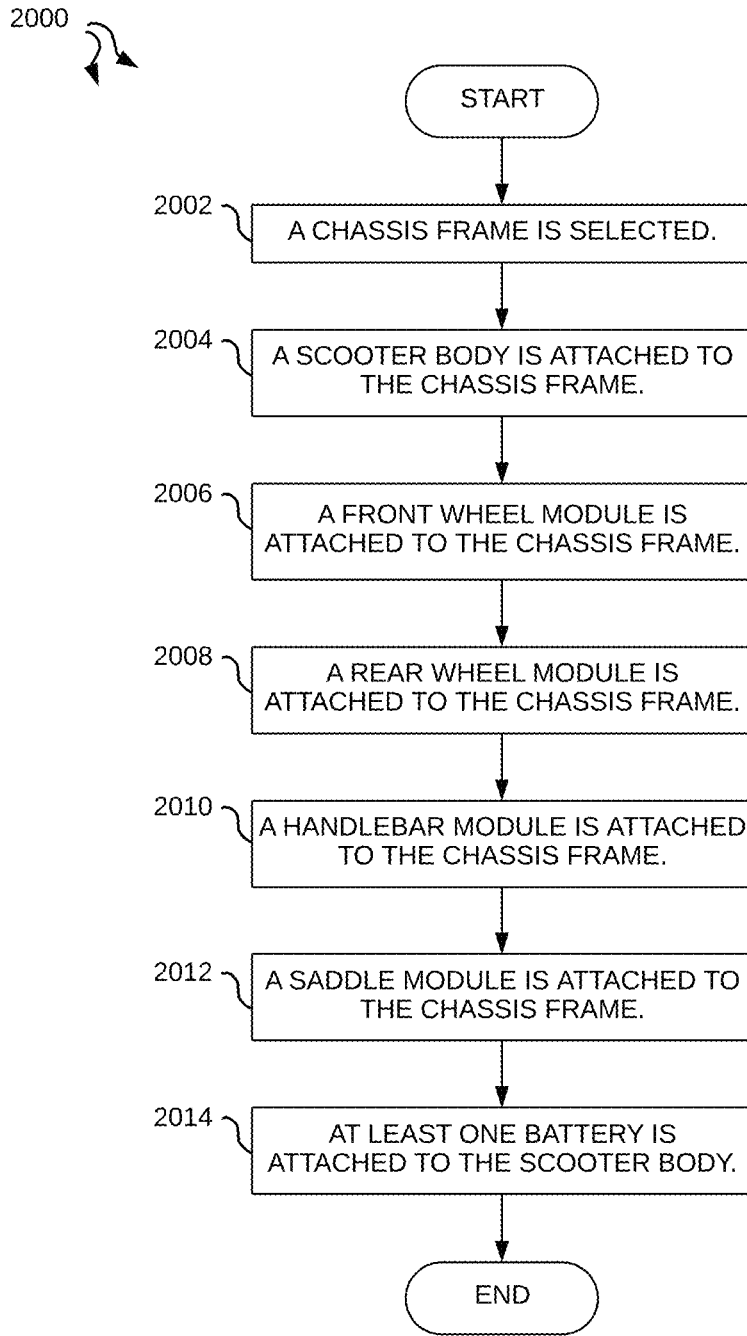 2000
START
2002
A CHASSIS FRAME IS SELECTED.
2004
A SCOOTER BODY IS ATTACHED TO
THE CHASSIS FRAME.
2006
A FRONT WHEEL MODULE IS
ATTACHED TO THE CHASSIS FRAME.
2008
A REAR WHEEL MODULE IS
ATTACHED TO THE CHASSIS FRAME.
2010
A HANDLEBAR MODULE IS ATTACHED
TO THE CHASSIS FRAME.
2012
A SADDLE MODULE IS ATTACHED TO
THE CHASSIS FRAME.
2014
AT LEAST ONE BATTERY IS
ATTACHED TO THE SCOOTER BODY.
END